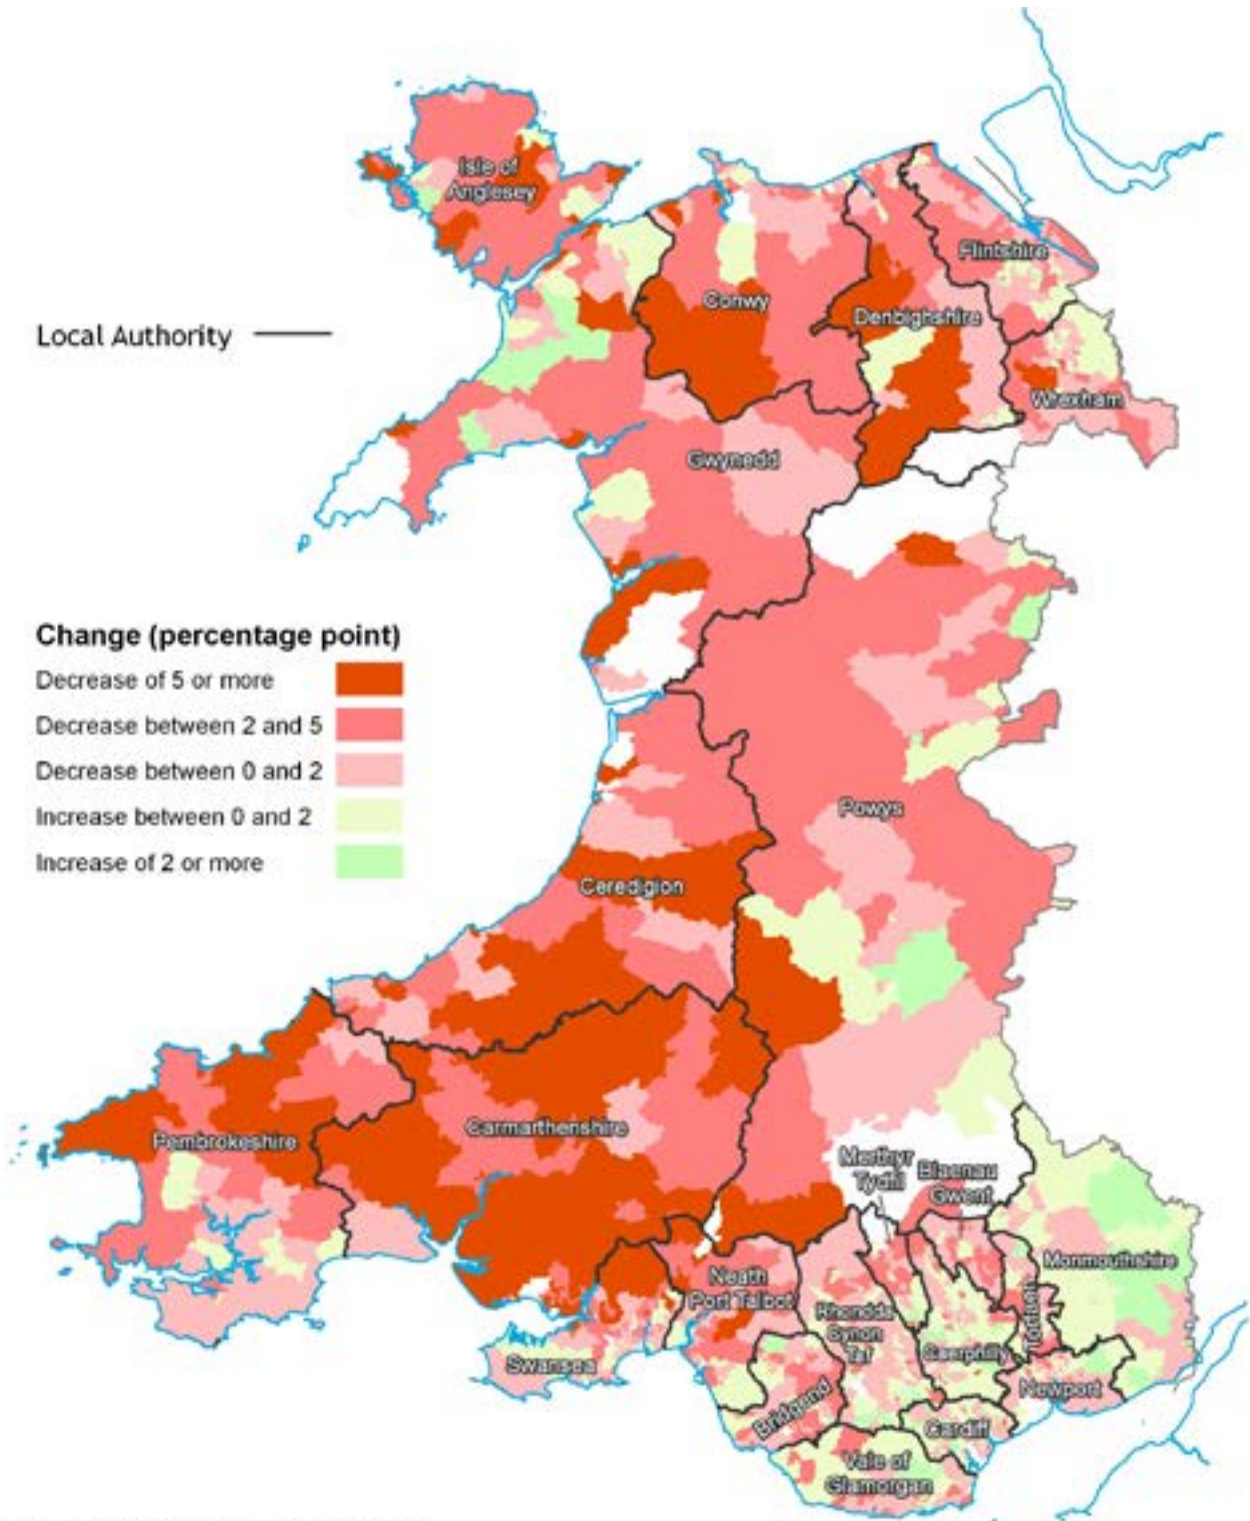 Isle of
Anglesey
Flintshire
Conwy
Denbighshire
Local Authority
Wrexham
Gwynedd
Change (percentage point)
Decrease of 5 or more
Decrease between 2 and 5
Decrease between 0 and 2
Increase between 0 and 2
Increase of 2 or more
Powys
Ceredigion
Carmarthenshire
Pembrokeshire
Merthyr
Tydfil
Blaenau
Gwent
Monmouthshire
Neath
Port Talbot
Rhondda
Cynon
Taf
Torfaen
Caerphilly
Swansea
Newport
Bridgend
Cardiff
Vale of
Glamorgan